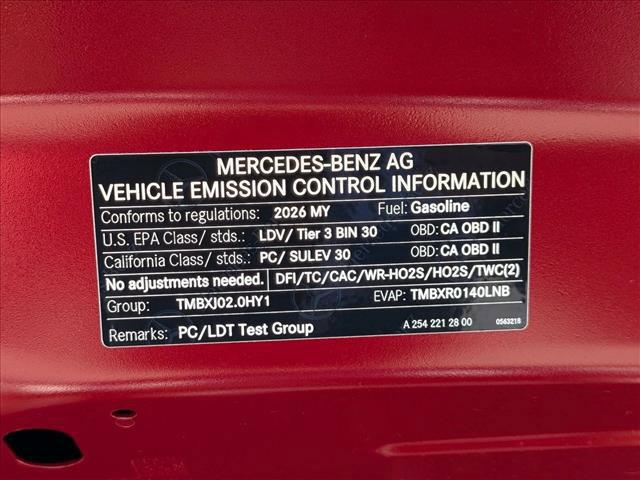 MERCEDES-BENZ AG
VEHICLE EMISSION CONTROL INFORMATION
Conforms to regulations: 2026 MY Fuel: Gasoline
U.S. EPA Class/ stds.: LDV/ Tier 3 BIN 30 OBD: CA OBD II
California Class/ stds.: PC/ SULEV 30 OBD: CA OBD II
No adjustments needed. DFI/TC/CAC/WR-HO2S/HO2S/TWC(2)
Group: TMBXJ02.0HY1 EVAP: TMBXR0140LNB
Remarks: PC/LDT Test Group A 254 221 28 00 0563218